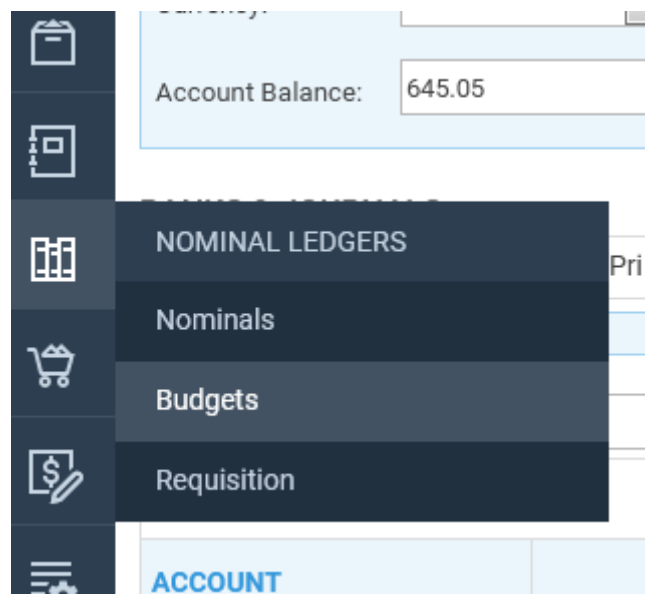 Account Balance:
645.05
NOMINAL LEDGERS
Pri
Nominals
Budgets
Requisition
ACCOUNT